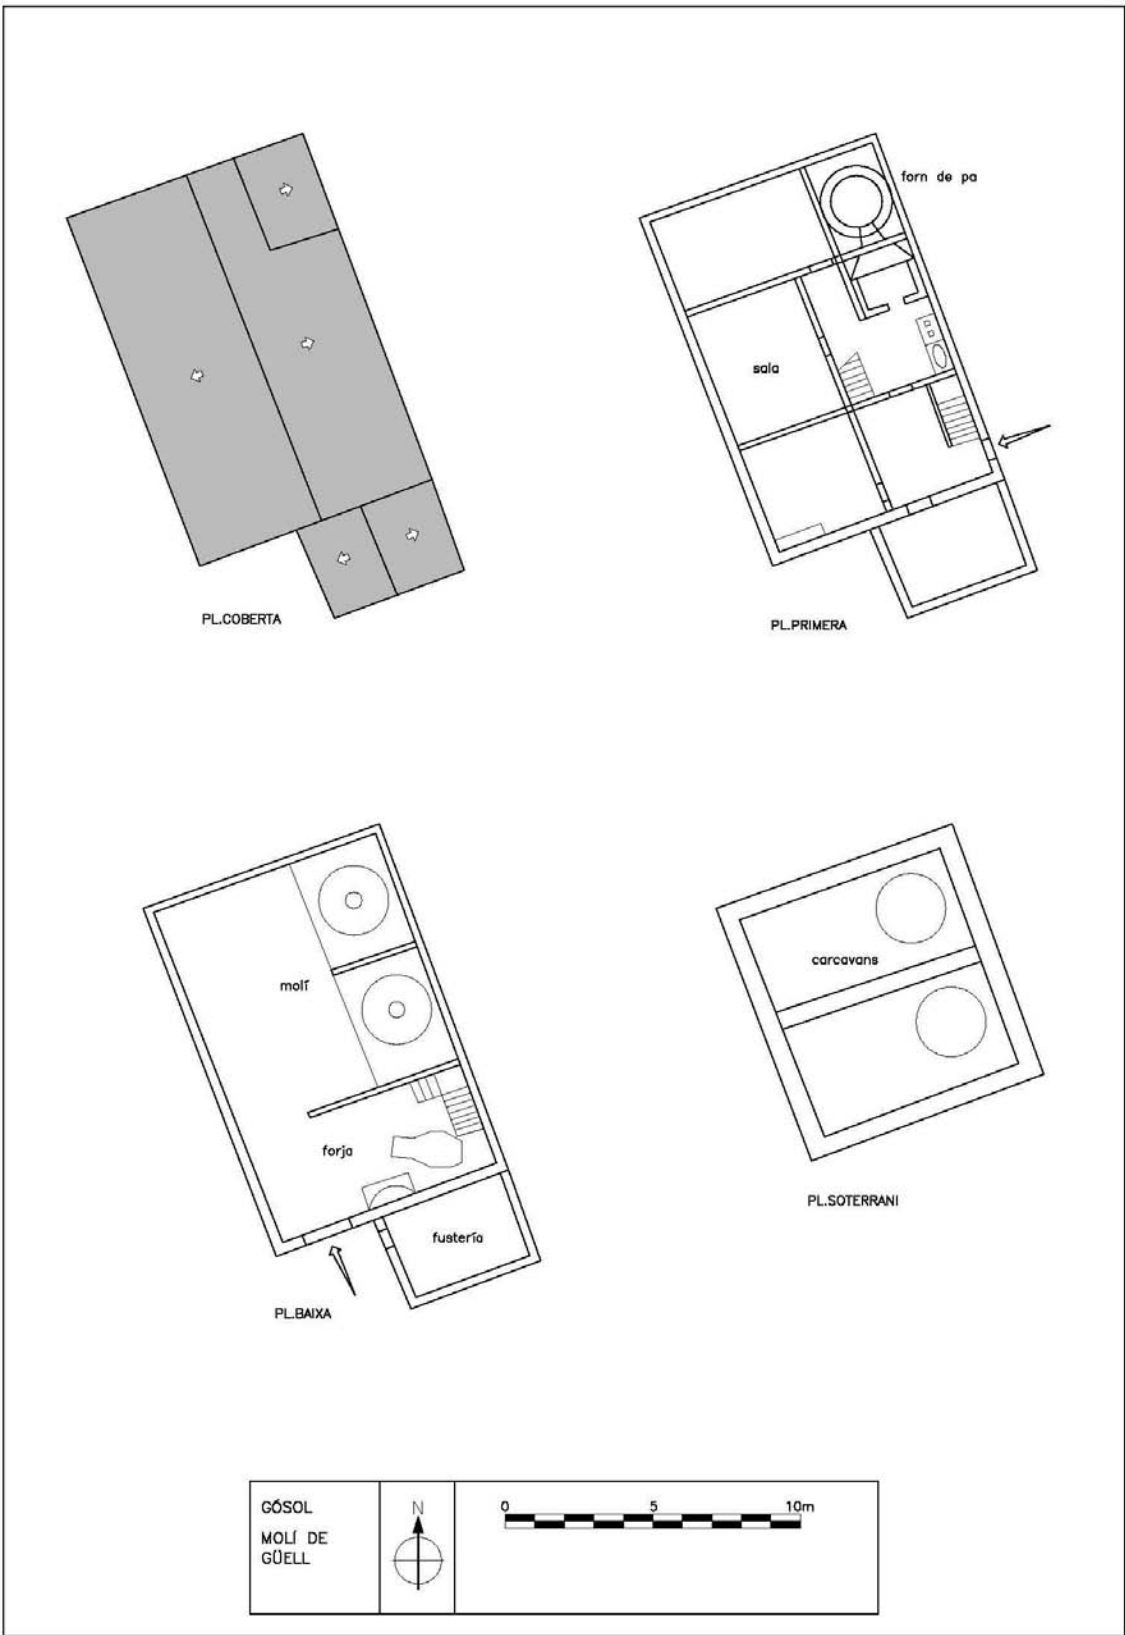 forn de pa
sala
PL.COBERTA
PL.PRIMERA
molí
carcavans
forja
fustería
PL.SOTERRANI
PL.BAIXA
GÓSOL
MOLÍ DE
GÜELL
N
0 5 10m